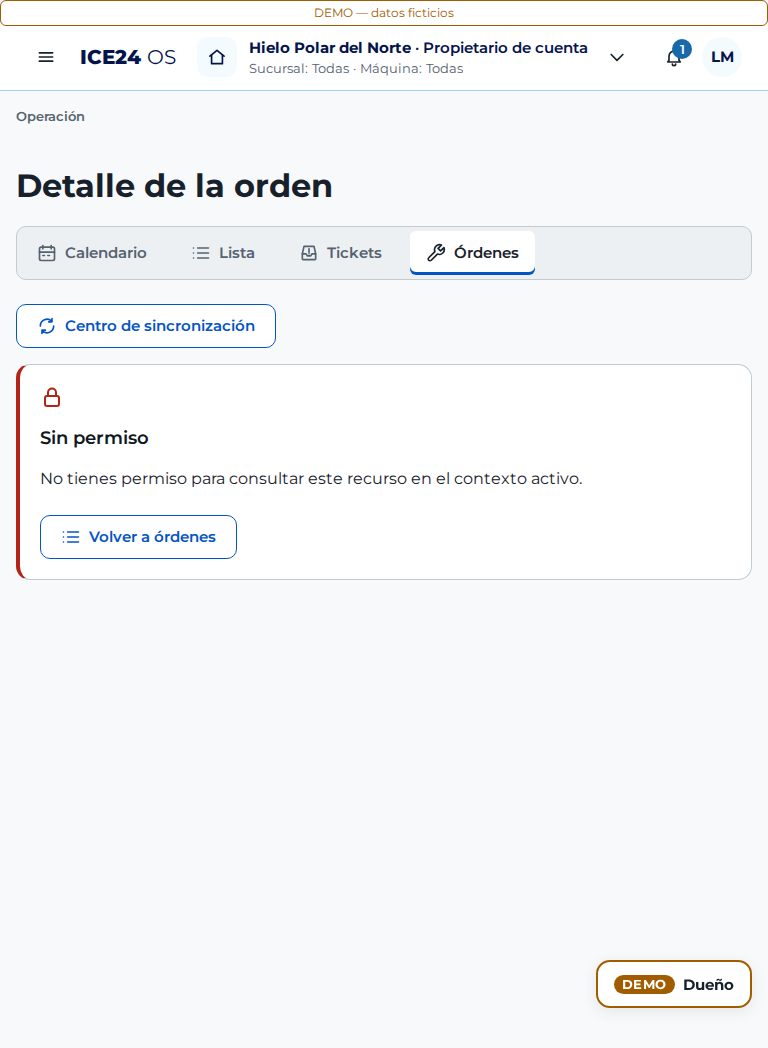 DEMO — datos ficticios
ICE24 OS
Hielo Polar del Norte · Propietario de cuenta
Sucursal: Todas · Máquina: Todas
1
LM
Operación
Detalle de la orden
Calendario
Lista
Tickets
Órdenes
Centro de sincronización
Sin permiso
No tienes permiso para consultar este recurso en el contexto activo.
Volver a órdenes
DEMO Dueño